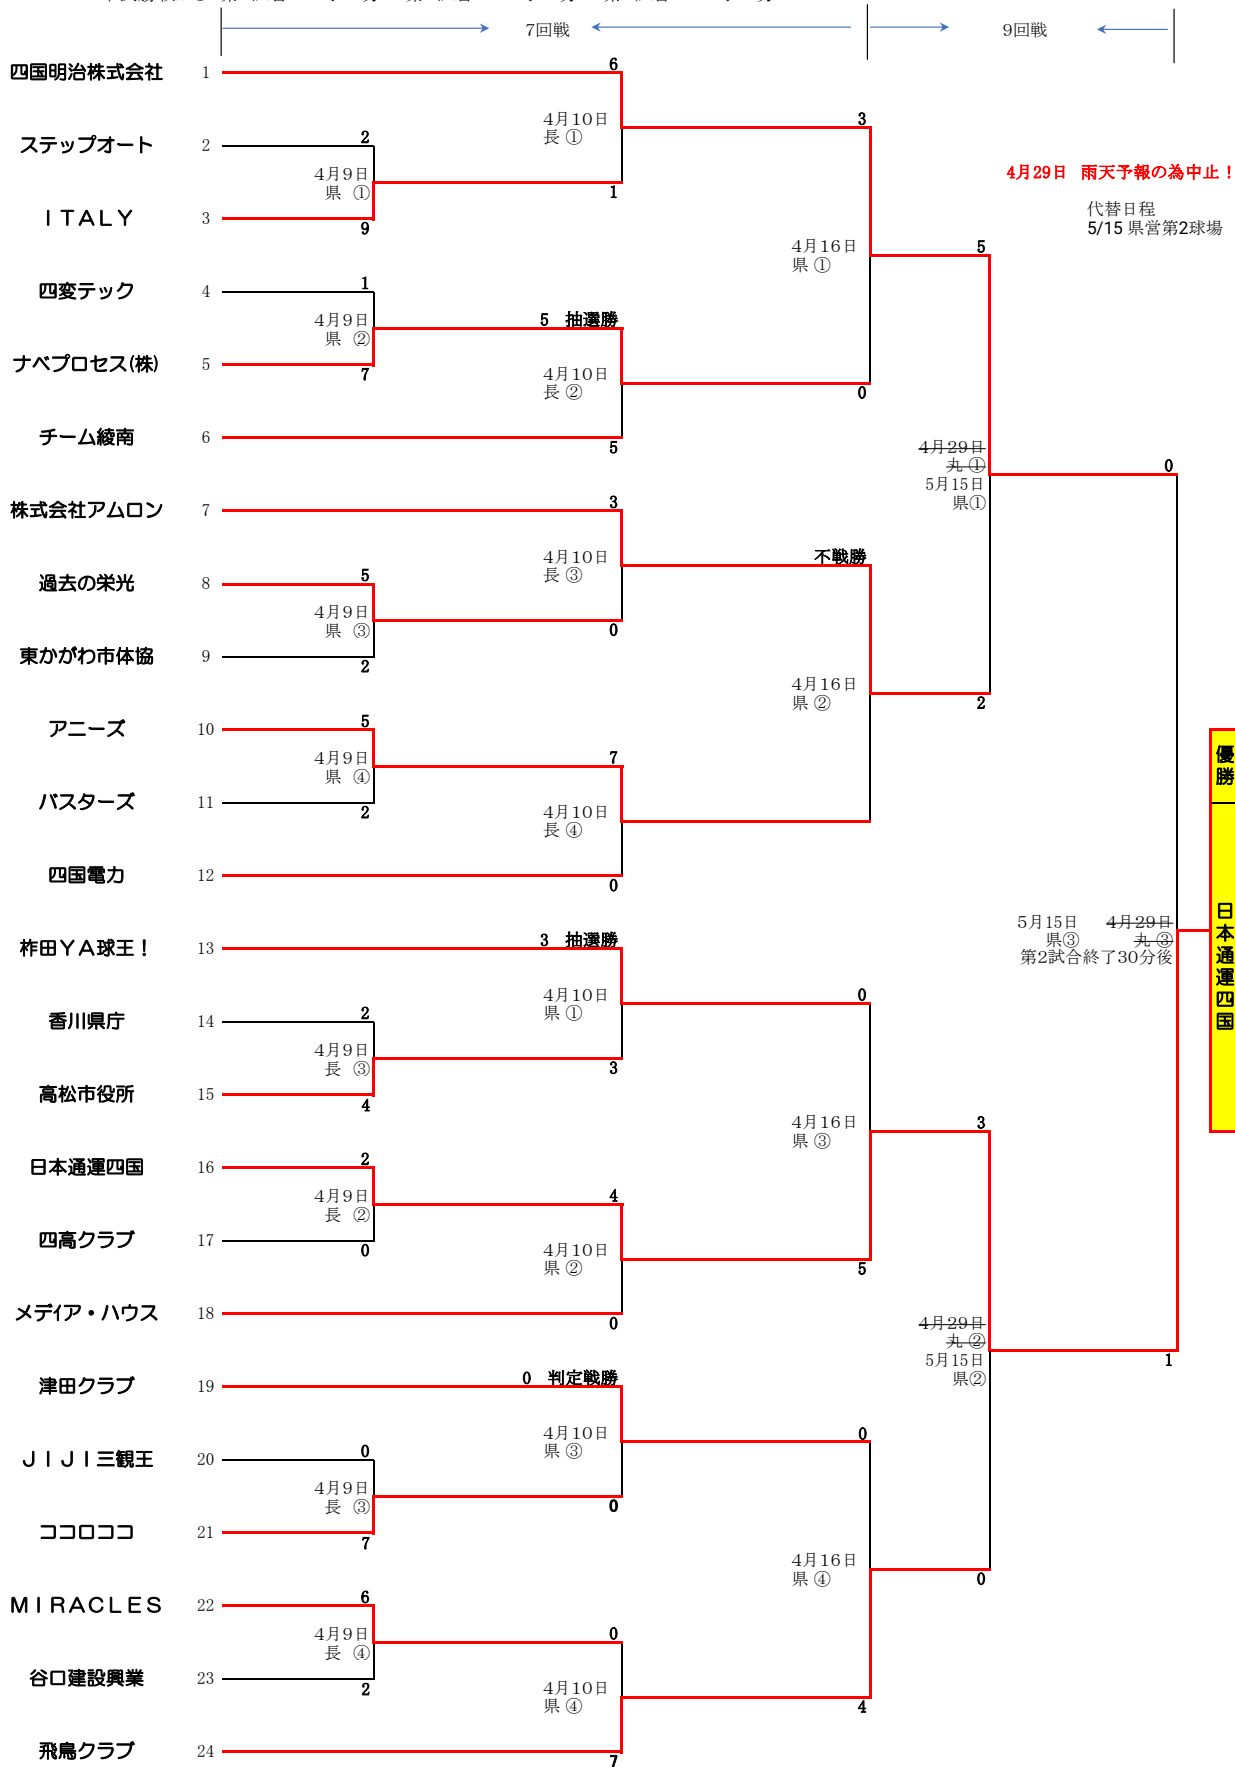 7回戦
9回戦
四国明治株式会社 1 6
4月10日
長 ①
3
ステップオート 2 2
4月9日
県 ①
4月29日 雨天予報の為中止！
1
ＩＴＡＬＹ 3 9
代替日程
5/15 県営第2球場
4月16日
県 ①
5
四変テック 4 1
4月9日
県 ②
5 抽選勝
ナベプロセス(株) 5 7
4月10日
長 ②
0
チーム綾南 6 5
4月29日
丸 ①
5月15日
県①
0
株式会社アムロン 7 3
4月10日
長 ③
不戦勝
過去の栄光 8 5
4月9日
県 ③
0
東かがわ市体協 9 2
4月16日
県 ②
2
アニーズ 10 5
4月9日
県 ④
7
バスターズ 11 2
4月10日
長 ④
四国電力 12 0
優勝
日本通運四国
5月15日 4月29日
県③ 丸 ③
第2試合終了30分後
柞田ＹＡ球王！ 13 3 抽選勝
4月10日
県 ①
0
香川県庁 14 2
4月9日
長 ③
3
高松市役所 15 4
4月16日
県 ③
3
日本通運四国 16 2
4月9日
長 ②
4
四高クラブ 17 0
4月10日
県 ②
5
メディア・ハウス 18 0
4月29日
丸 ②
5月15日
県②
1
津田クラブ 19 0 判定戦勝
4月10日
県 ③
0
ＪＩＪＩ三観王 20 0
4月9日
長 ③
0
ココロココ 21 7
4月16日
県 ④
0
ＭＩＲＡＣＬＥＳ 22 6
4月9日
長 ④
0
谷口建設興業 23 2
4月10日
県 ④
4
飛鳥クラブ 24 7